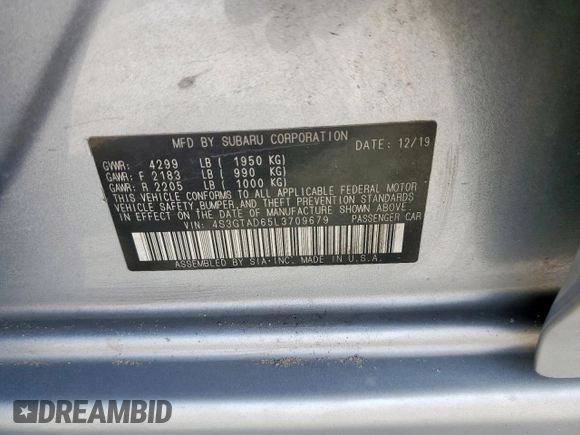 MFD BY SUBARU CORPORATION DATE: 12/19
GVWR: 4299 LB ( 1950 KG)
GAWR: F 2183 LB ( 990 KG)
GAWR: R 2205 LB ( 1000 KG)
THIS VEHICLE CONFORMS TO ALL APPLICABLE FEDERAL MOTOR
VEHICLE SAFETY, BUMPER, AND THEFT PREVENTION STANDARDS
IN EFFECT ON THE DATE OF MANUFACTURE SHOWN ABOVE.
VIN: 4S3GTAD65L3709679 PASSENGER CAR
ASSEMBLED BY SIA-INC. MADE IN U.S.A.
DREAMBID